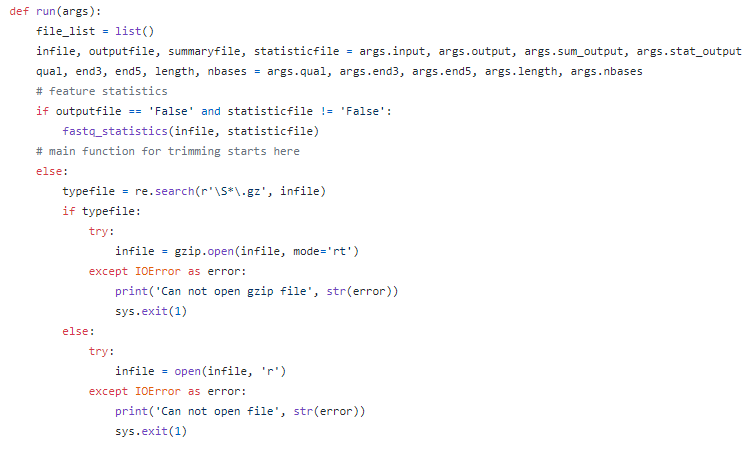 def run(args):
    file_list = list()
    infile, outputfile, summaryfile, statisticfile = args.input, args.output, args.sum_output, args.stat_output
    qual, end3, end5, length, nbases = args.qual, args.end3, args.end5, args.length, args.nbases
    # feature statistics
    if outputfile == 'False' and statisticfile != 'False':
        fastq_statistics(infile, statisticfile)
    # main function for trimming starts here
    else:
        typefile = re.search(r'\S*\.gz', infile)
        if typefile:
            try:
                infile = gzip.open(infile, mode='rt')
            except IOError as error:
                print('Can not open gzip file', str(error))
                sys.exit(1)
        else:
            try:
                infile = open(infile, 'r')
            except IOError as error:
                print('Can not open file', str(error))
                sys.exit(1)